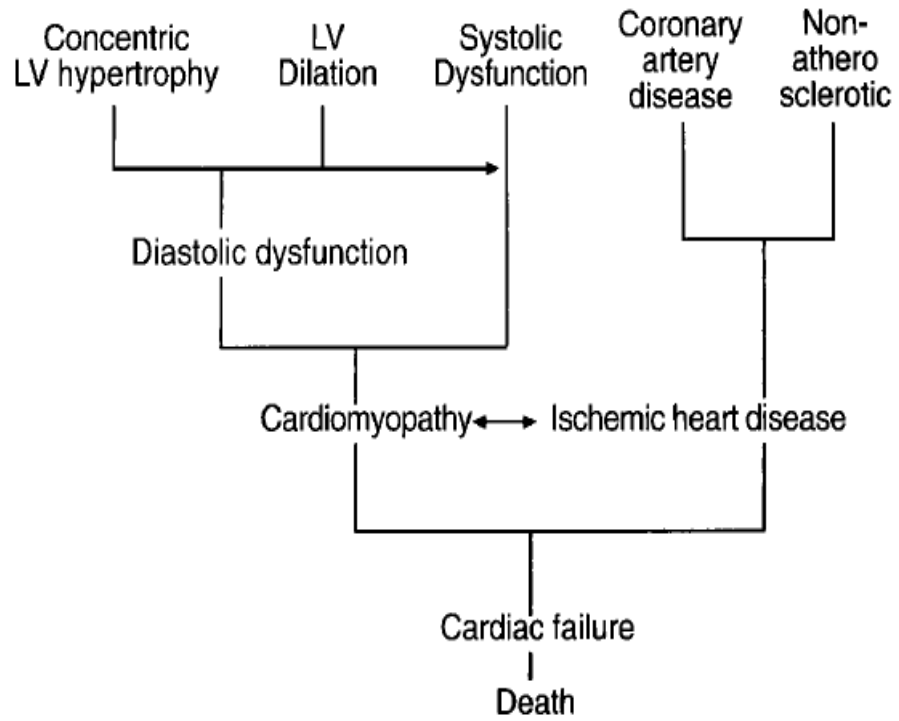 Concentric
LV hypertrophy
LV
Dilation
Systolic
Dysfunction
Coronary
artery
disease
Non-
athero
sclerotic
Diastolic dysfunction
Cardiomyopathy
Ischemic heart disease
Cardiac failure
Death